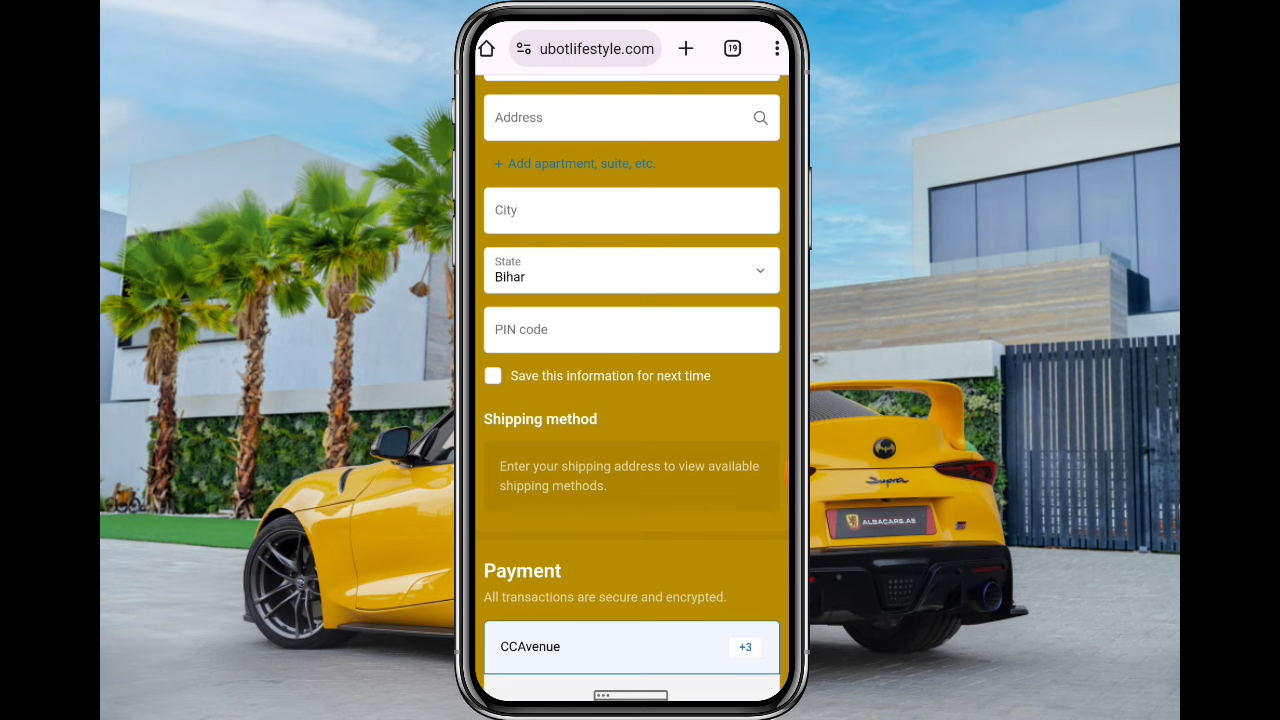 ubotlifestyle.com
19
Address
+ Add apartment, suite, etc.
City
State
Bihar
PIN code
Save this information for next time
Shipping method
Enter your shipping address to view available
shipping methods.
Payment
All transactions are secure and encrypted.
CCAvenue
+3
Supra
ALBACARS.AE